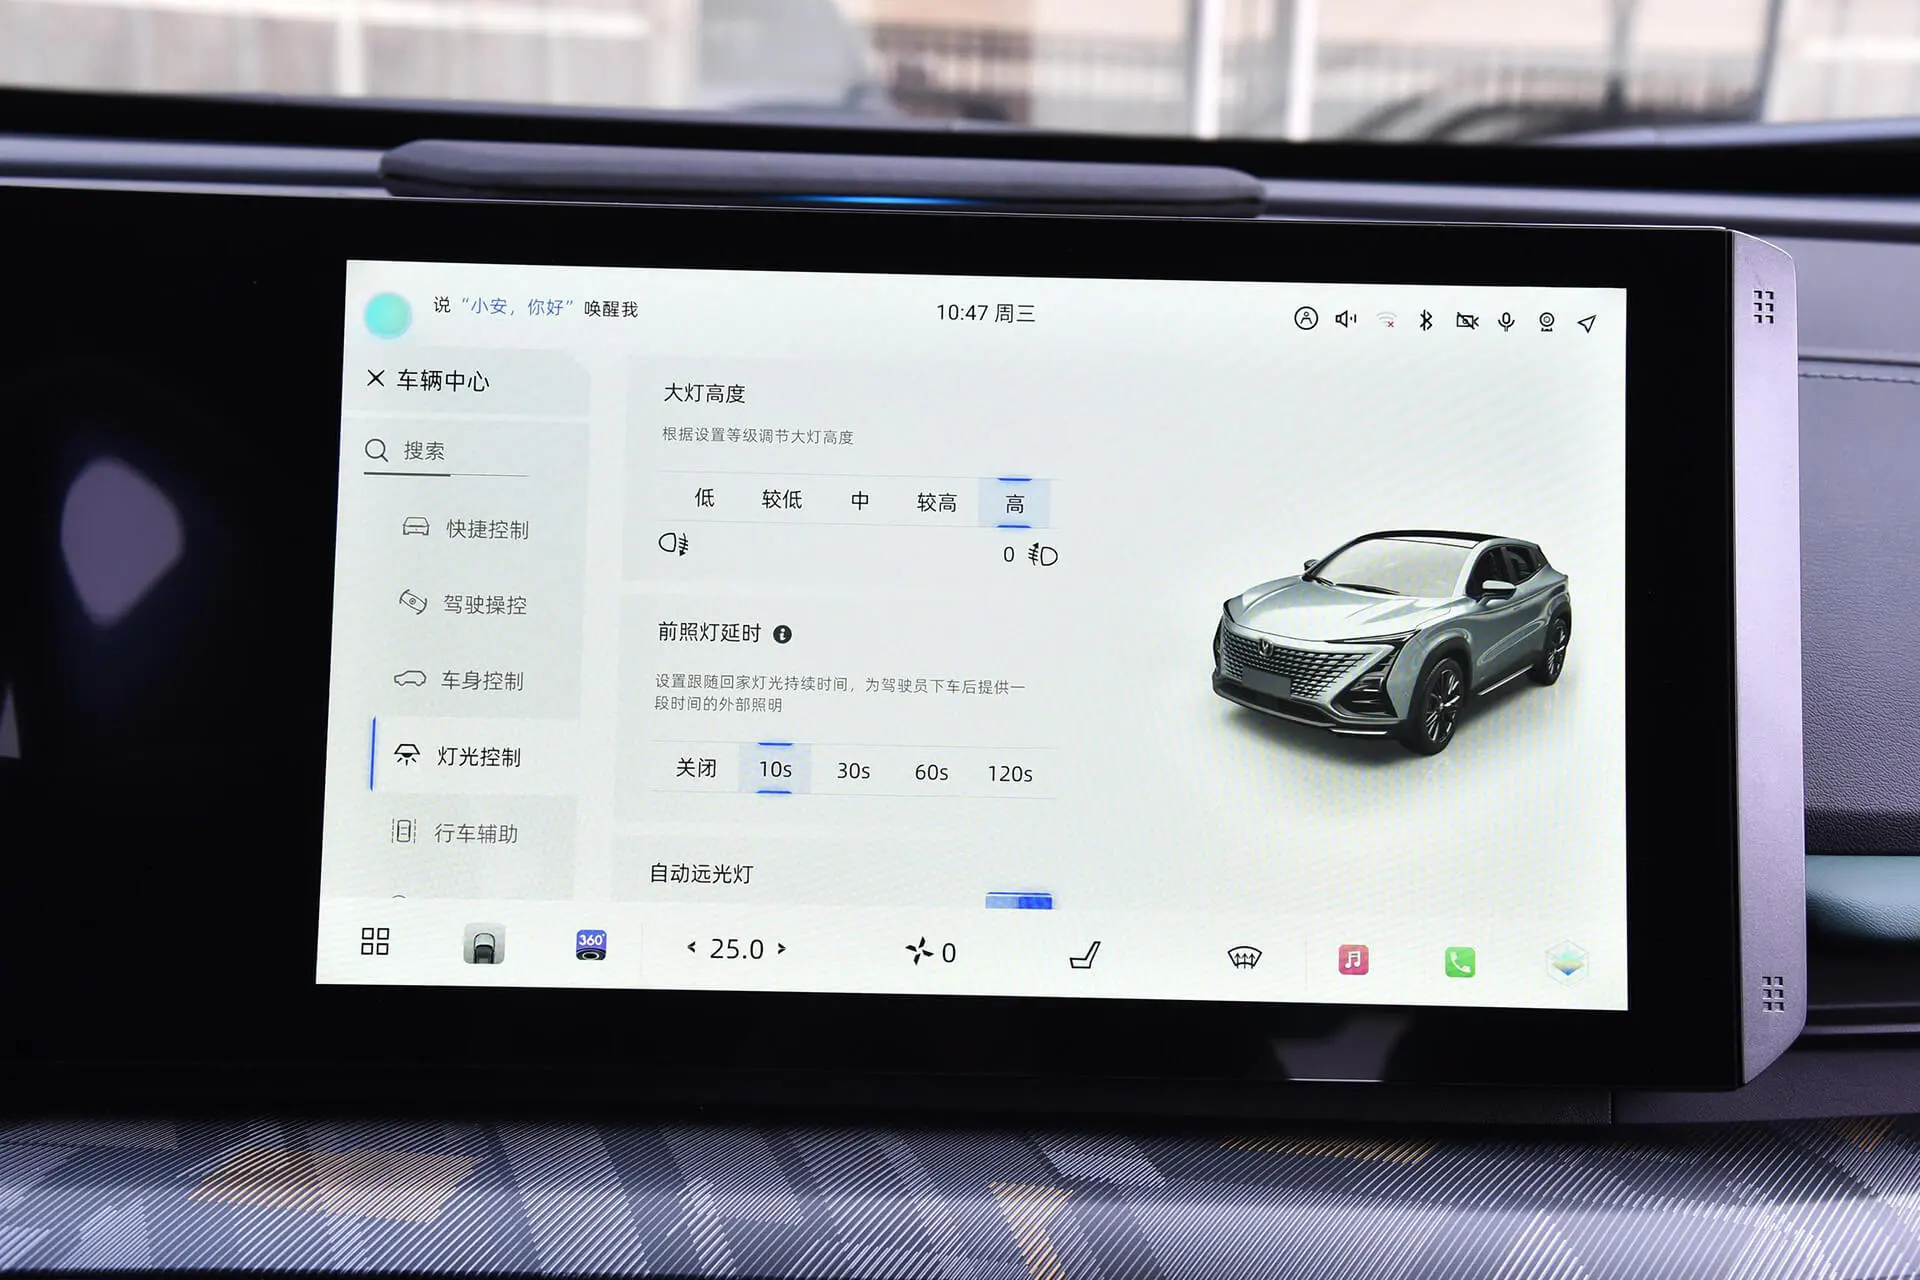 说“小安，你好”唤醒我
10:47 周三
车辆中心
搜索
快捷控制
驾驶操控
车身控制
灯光控制
行车辅助
大灯高度
根据设置等级调节大灯高度
低 较低 中 较高 高
0
前照灯延时
设置跟随回家灯光持续时间，为驾驶员下车后提供一
段时间的外部照明
关闭 10s 30s 60s 120s
自动远光灯
360°
< 25.0 >
0